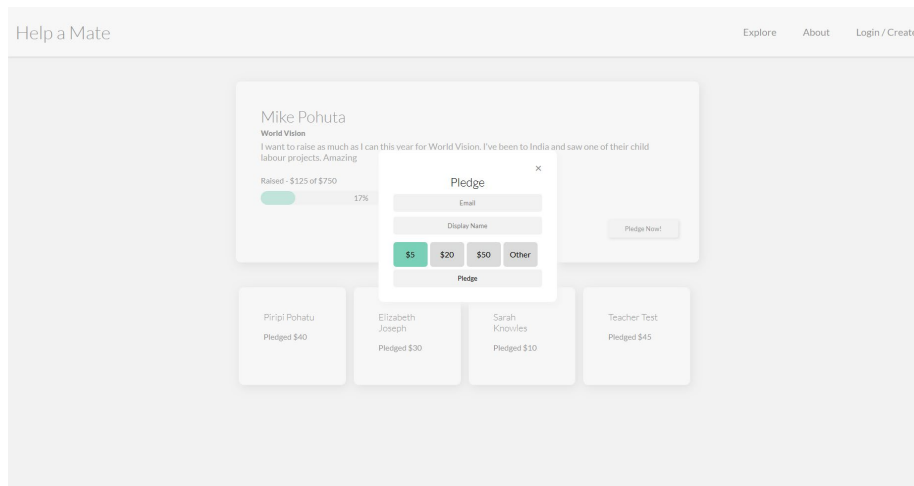 Help a Mate
Explore
About
Login / Create
Mike Pohuta
World Vision
I want to raise as much as I can this year for World Vision. I've been to India and saw one of their child
labour projects. Amazing
Raised - $125 of $750
17%
×
Pledge
Email
Display Name
$5
$20
$50
Other
Pledge
Pledge Now!
Piripi Pohatu
Pledged $40
Elizabeth
Joseph
Pledged $30
Sarah
Knowles
Pledged $10
Teacher Test
Pledged $45